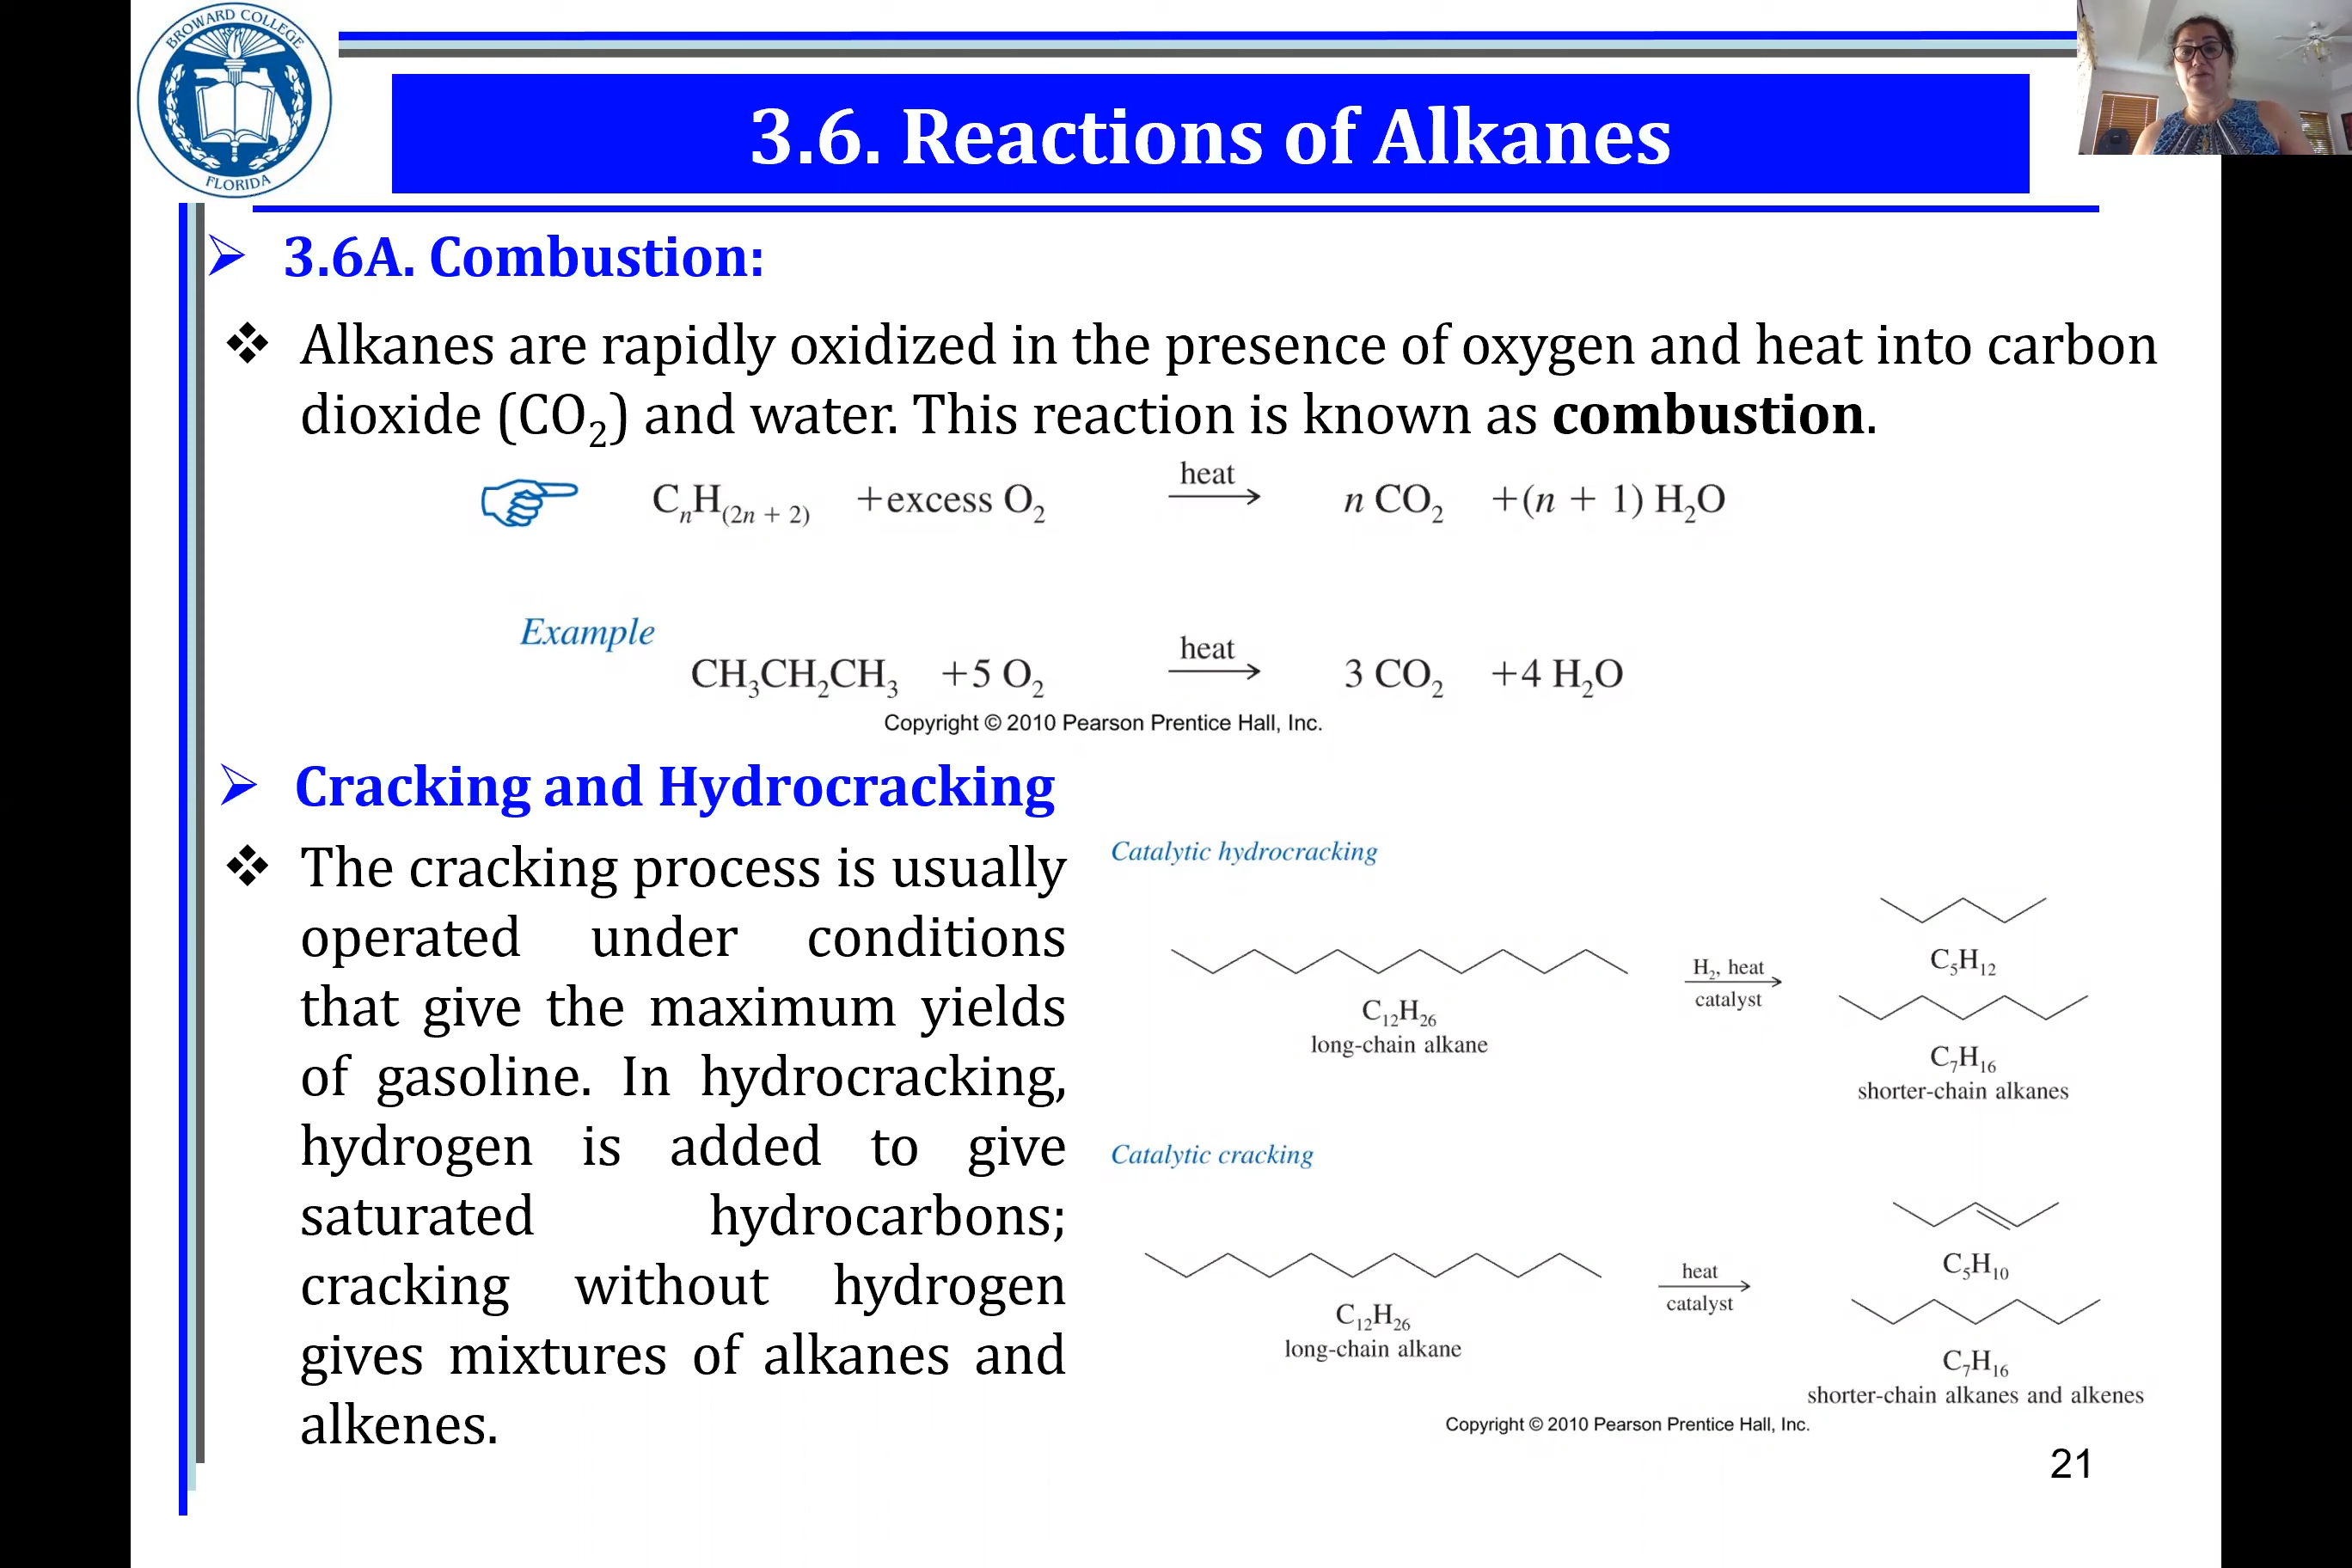 BROWARD COLLEGE
FLORIDA
3.6. Reactions of Alkanes
3.6A. Combustion:
Alkanes are rapidly oxidized in the presence of oxygen and heat into carbon
dioxide (CO₂) and water. This reaction is known as combustion.
CₙH₍₂ₙ ₊ ₂₎ +excess O₂ heat → n CO₂ +(n + 1) H₂O
Example
CH₃CH₂CH₃ +5 O₂ heat → 3 CO₂ +4 H₂O
Copyright © 2010 Pearson Prentice Hall, Inc.
Cracking and Hydrocracking
The cracking process is usually
operated under conditions
that give the maximum yields
of gasoline. In hydrocracking,
hydrogen is added to give
saturated hydrocarbons;
cracking without hydrogen
gives mixtures of alkanes and
alkenes.
Catalytic hydrocracking
C₁₂H₂₆
long-chain alkane
H₂, heat
catalyst
C₅H₁₂
C₇H₁₆
shorter-chain alkanes
Catalytic cracking
C₁₂H₂₆
long-chain alkane
heat
catalyst
C₅H₁₀
C₇H₁₆
shorter-chain alkanes and alkenes
Copyright © 2010 Pearson Prentice Hall, Inc.
21